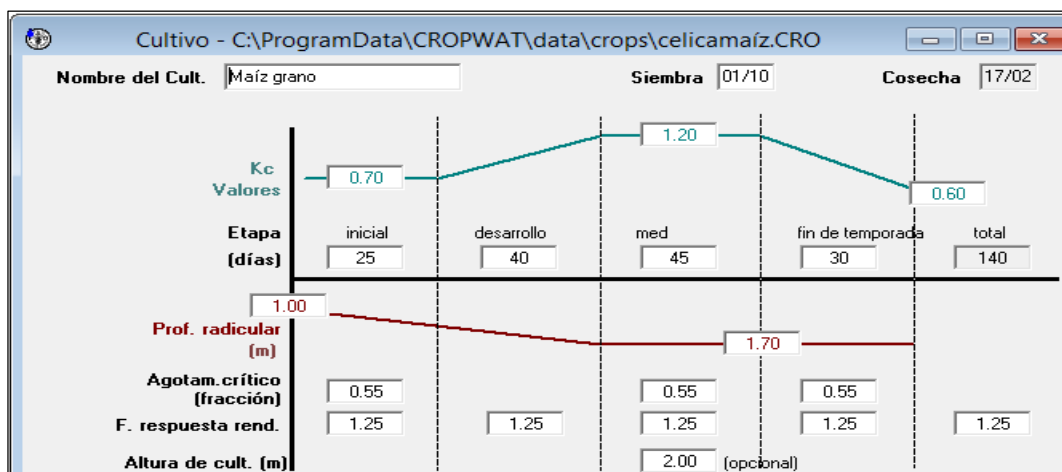 Cultivo - C:\ProgramData\CROPWAT\data\crops\celicamaíz.CRO
Nombre del Cult. Maíz grano Siembra 01/10 Cosecha 17/02
Kc
Valores
0.70 1.20 0.60
Etapa
(días)
inicial desarrollo med fin de temporada total
25 40 45 30 140
1.00
Prof. radicular
(m)
1.70
Agotam.crítico
(fracción)
0.55 0.55 0.55
F. respuesta rend. 1.25 1.25 1.25 1.25 1.25
Altura de cult. (m) 2.00 (opcional)